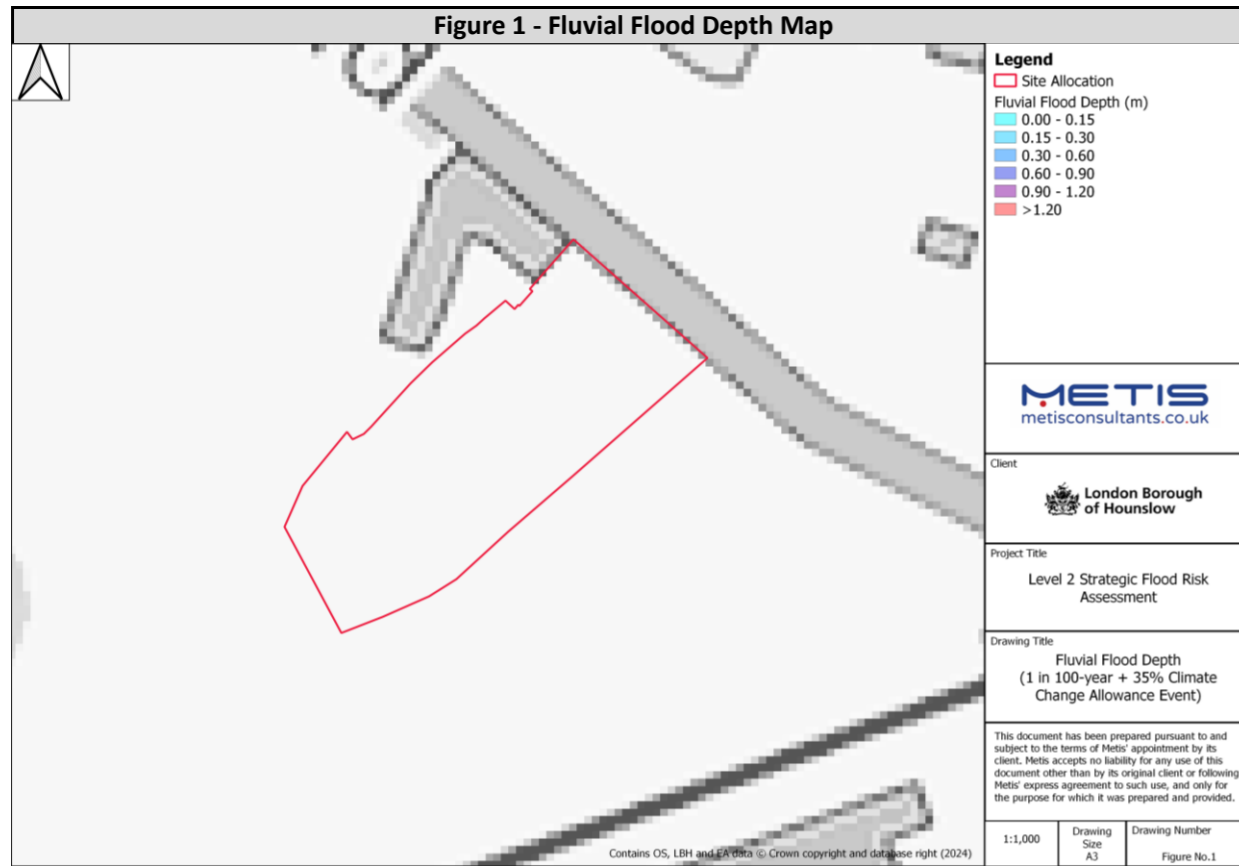 Figure 1 - Fluvial Flood Depth Map
Legend
Site Allocation
Fluvial Flood Depth (m)
0.00 - 0.15
0.15 - 0.30
0.30 - 0.60
0.60 - 0.90
0.90 - 1.20
>1.20
METIS
metisconsultants.co.uk
Client
London Borough
of Hounslow
Project Title
Level 2 Strategic Flood Risk
Assessment
Drawing Title
Fluvial Flood Depth
(1 in 100-year + 35% Climate
Change Allowance Event)
This document has been prepared pursuant to and
subject to the terms of Metis' appointment by its
client. Metis accepts no liability for any use of this
document other than by its original client or following
Metis' express agreement to such use, and only for
the purpose for which it was prepared and provided.
1:1,000
Drawing
Size
A3
Drawing Number
Figure No.1
Contains OS, LBH and EA data © Crown copyright and database right (2024)